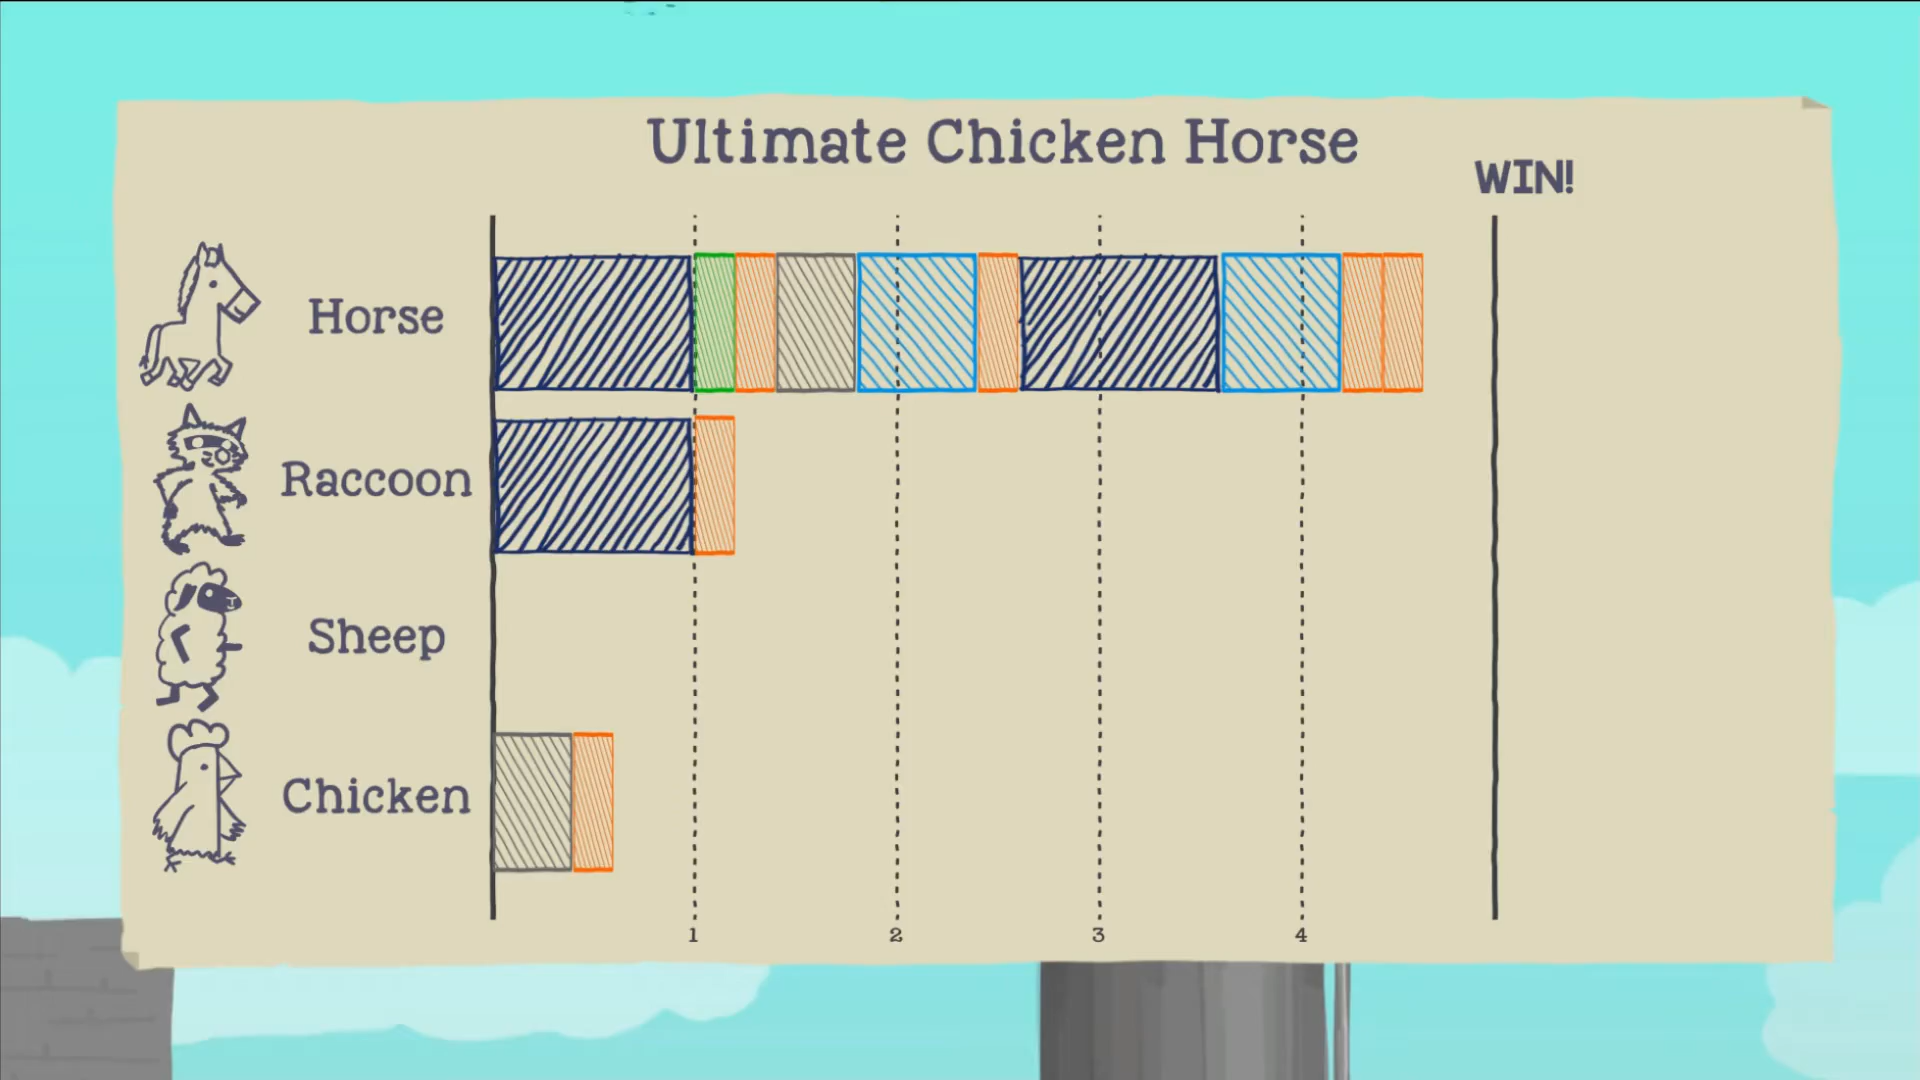 Ultimate Chicken Horse
WIN!
Horse
Raccoon
Sheep
Chicken
1 2 3 4